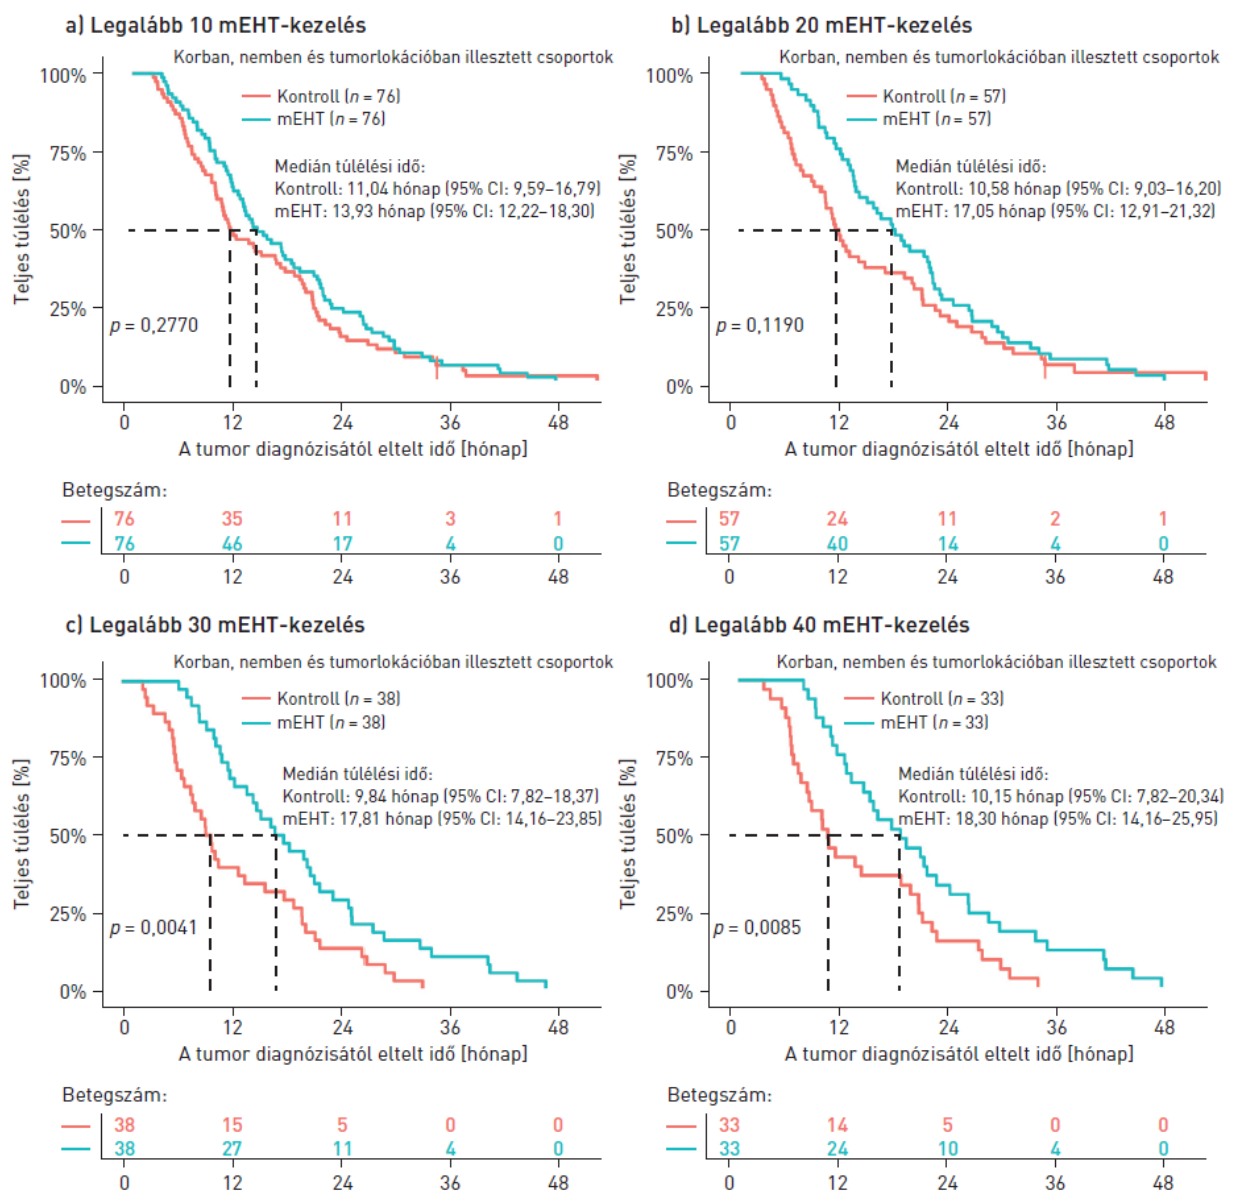 a) Legalább 10 mEHT-kezelés
Korban, nemben és tumorlokációban illesztett csoportok
100%
75%
50%
25%
0%
Teljes túlélés [%]
Kontroll (n = 76)
mEHT (n = 76)
Medián túlélési idő:
Kontroll: 11,04 hónap (95% CI: 9,59–16,79)
mEHT: 13,93 hónap (95% CI: 12,22–18,30)
p = 0,2770
0 12 24 36 48
A tumor diagnózisától eltelt idő [hónap]
Betegszám:
76 35 11 3 1
76 46 17 4 0
0 12 24 36 48
b) Legalább 20 mEHT-kezelés
Korban, nemben és tumorlokációban illesztett csoportok
100%
75%
50%
25%
0%
Teljes túlélés [%]
Kontroll (n = 57)
mEHT (n = 57)
Medián túlélési idő:
Kontroll: 10,58 hónap (95% CI: 9,03–16,20)
mEHT: 17,05 hónap (95% CI: 12,91–21,32)
p = 0,1190
0 12 24 36 48
A tumor diagnózisától eltelt idő [hónap]
Betegszám:
57 24 11 2 1
57 40 14 4 0
0 12 24 36 48
c) Legalább 30 mEHT-kezelés
Korban, nemben és tumorlokációban illesztett csoportok
100%
75%
50%
25%
0%
Teljes túlélés [%]
Kontroll (n = 38)
mEHT (n = 38)
Medián túlélési idő:
Kontroll: 9,84 hónap (95% CI: 7,82–18,37)
mEHT: 17,81 hónap (95% CI: 14,16–23,85)
p = 0,0041
0 12 24 36 48
A tumor diagnózisától eltelt idő [hónap]
Betegszám:
38 15 5 0 0
38 27 11 4 0
0 12 24 36 48
d) Legalább 40 mEHT-kezelés
Korban, nemben és tumorlokációban illesztett csoportok
100%
75%
50%
25%
0%
Teljes túlélés [%]
Kontroll (n = 33)
mEHT (n = 33)
Medián túlélési idő:
Kontroll: 10,15 hónap (95% CI: 7,82–20,34)
mEHT: 18,30 hónap (95% CI: 14,16–25,95)
p = 0,0085
0 12 24 36 48
A tumor diagnózisától eltelt idő [hónap]
Betegszám:
33 14 5 0 0
33 24 10 4 0
0 12 24 36 48